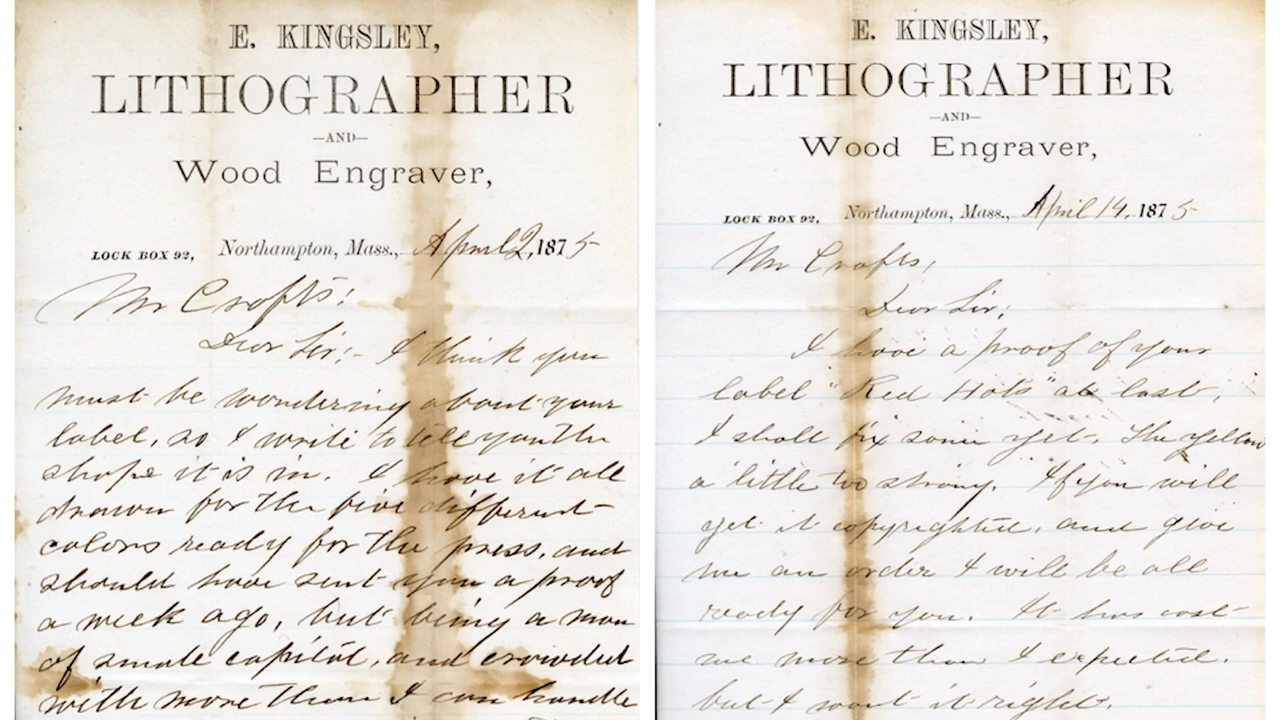 E. KINGSLEY,
LITHOGRAPHER
—AND—
Wood Engraver,
LOCK BOX 92, Northampton, Mass., April 2, 1875
Mr Crofts:
Dear Sir:- I think you
must be wondering about your
label, so I write to tell you the
shape it is in. I have it all
drawn for the five different
colors ready for the press, and
should have sent you a proof
a week ago, but being a man
of small capital, and crowded
with more than I can handle
E. KINGSLEY,
LITHOGRAPHER
—AND—
Wood Engraver,
LOCK BOX 92, Northampton, Mass., April 14, 1875
Mr Crofts,
Dear Sir;
I have a proof of your
label "Red Hots" at last,
I shall fix some yet. The yellow
a little too strong. If you will
get it copyrighted, and give
me an order I will be all
ready for you. It has cost
me more than I expected.
but I want it right.